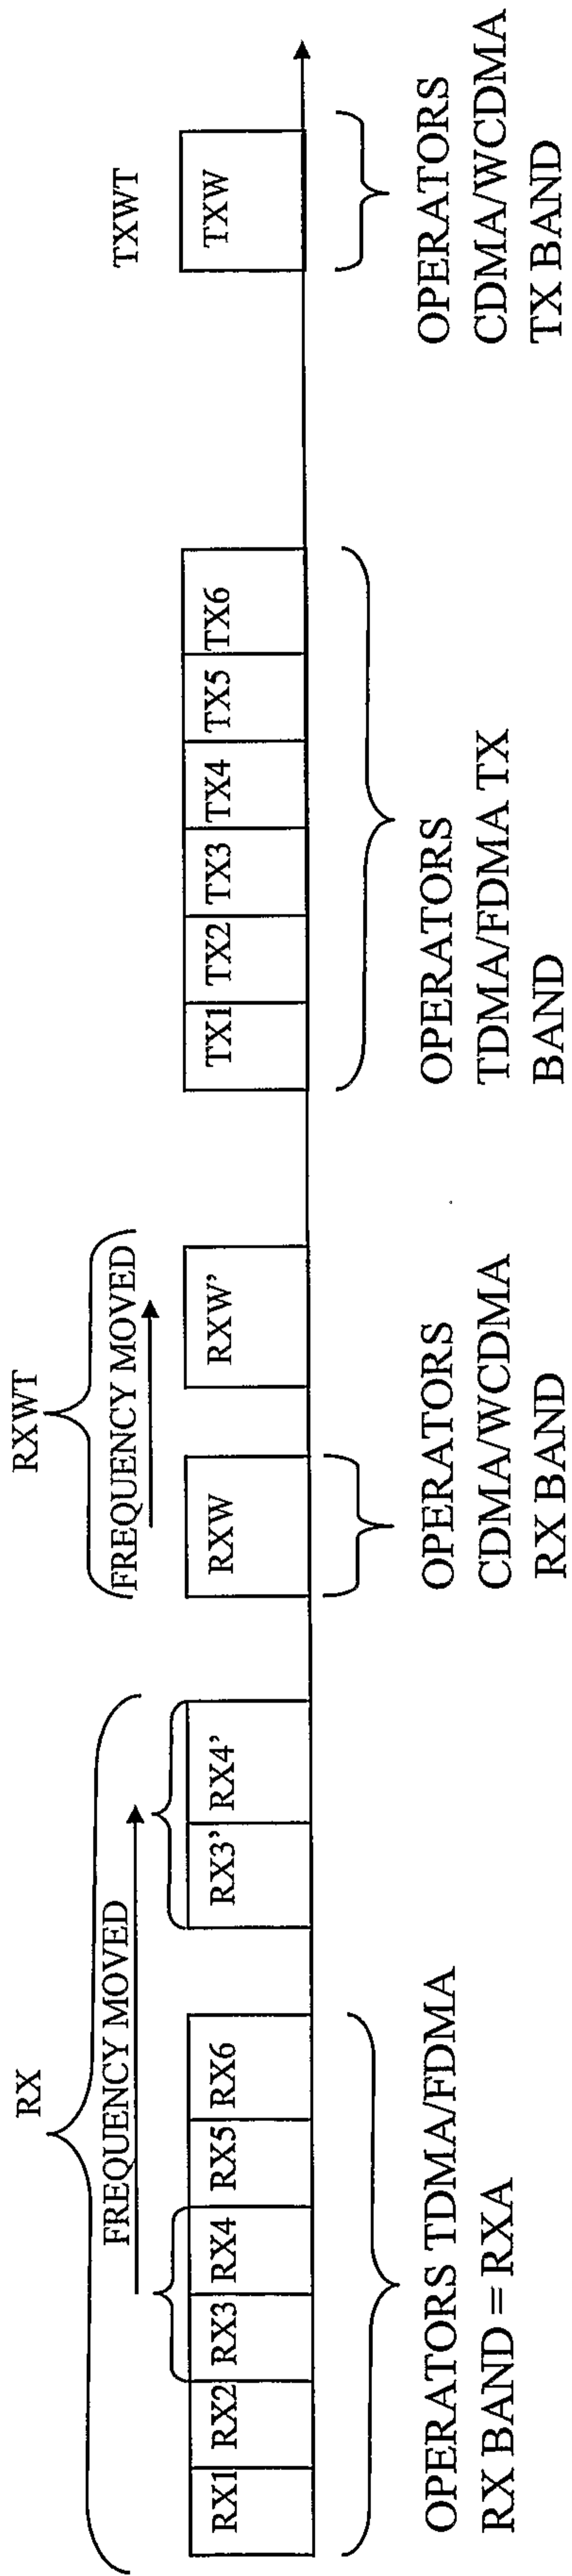 RX
FREQUENCY MOVED
RX1 RX2 RX3 RX4 RX5 RX6
RX3' RX4'
OPERATORS TDMA/FDMA
RX BAND = RXA
RXWT
FREQUENCY MOVED
RXW
RXW'
OPERATORS
CDMA/WCDMA
RX BAND
TX1 TX2 TX3 TX4 TX5 TX6
OPERATORS
TDMA/FDMA TX
BAND
TXWT
TXW
OPERATORS
CDMA/WCDMA
TX BAND